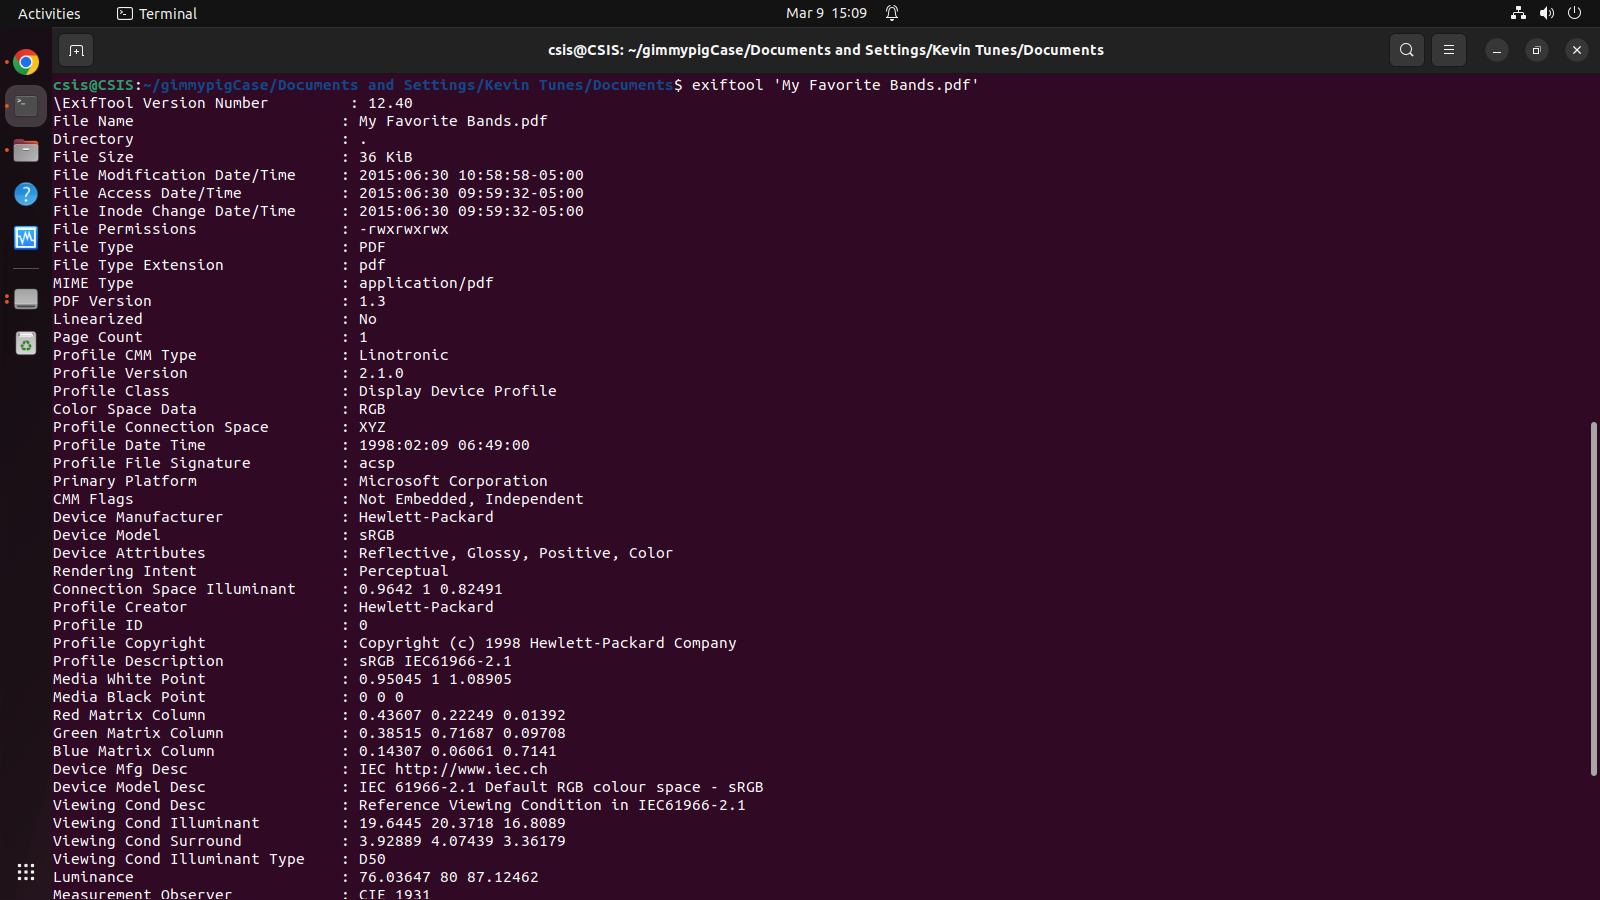 Activities Terminal Mar 9 15:09
csis@CSIS: ~/gimmypigCase/Documents and Settings/Kevin Tunes/Documents
csis@CSIS:~/gimmypigCase/Documents and Settings/Kevin Tunes/Documents$ exiftool 'My Favorite Bands.pdf'
\ExifTool Version Number : 12.40
File Name : My Favorite Bands.pdf
Directory : .
File Size : 36 KiB
File Modification Date/Time : 2015:06:30 10:58:58-05:00
File Access Date/Time : 2015:06:30 09:59:32-05:00
File Inode Change Date/Time : 2015:06:30 09:59:32-05:00
File Permissions : -rwxrwxrwx
File Type : PDF
File Type Extension : pdf
MIME Type : application/pdf
PDF Version : 1.3
Linearized : No
Page Count : 1
Profile CMM Type : Linotronic
Profile Version : 2.1.0
Profile Class : Display Device Profile
Color Space Data : RGB
Profile Connection Space : XYZ
Profile Date Time : 1998:02:09 06:49:00
Profile File Signature : acsp
Primary Platform : Microsoft Corporation
CMM Flags : Not Embedded, Independent
Device Manufacturer : Hewlett-Packard
Device Model : sRGB
Device Attributes : Reflective, Glossy, Positive, Color
Rendering Intent : Perceptual
Connection Space Illuminant : 0.9642 1 0.82491
Profile Creator : Hewlett-Packard
Profile ID : 0
Profile Copyright : Copyright (c) 1998 Hewlett-Packard Company
Profile Description : sRGB IEC61966-2.1
Media White Point : 0.95045 1 1.08905
Media Black Point : 0 0 0
Red Matrix Column : 0.43607 0.22249 0.01392
Green Matrix Column : 0.38515 0.71687 0.09708
Blue Matrix Column : 0.14307 0.06061 0.7141
Device Mfg Desc : IEC http://www.iec.ch
Device Model Desc : IEC 61966-2.1 Default RGB colour space - sRGB
Viewing Cond Desc : Reference Viewing Condition in IEC61966-2.1
Viewing Cond Illuminant : 19.6445 20.3718 16.8089
Viewing Cond Surround : 3.92889 4.07439 3.36179
Viewing Cond Illuminant Type : D50
Luminance : 76.03647 80 87.12462
Measurement Observer : CIE 1931